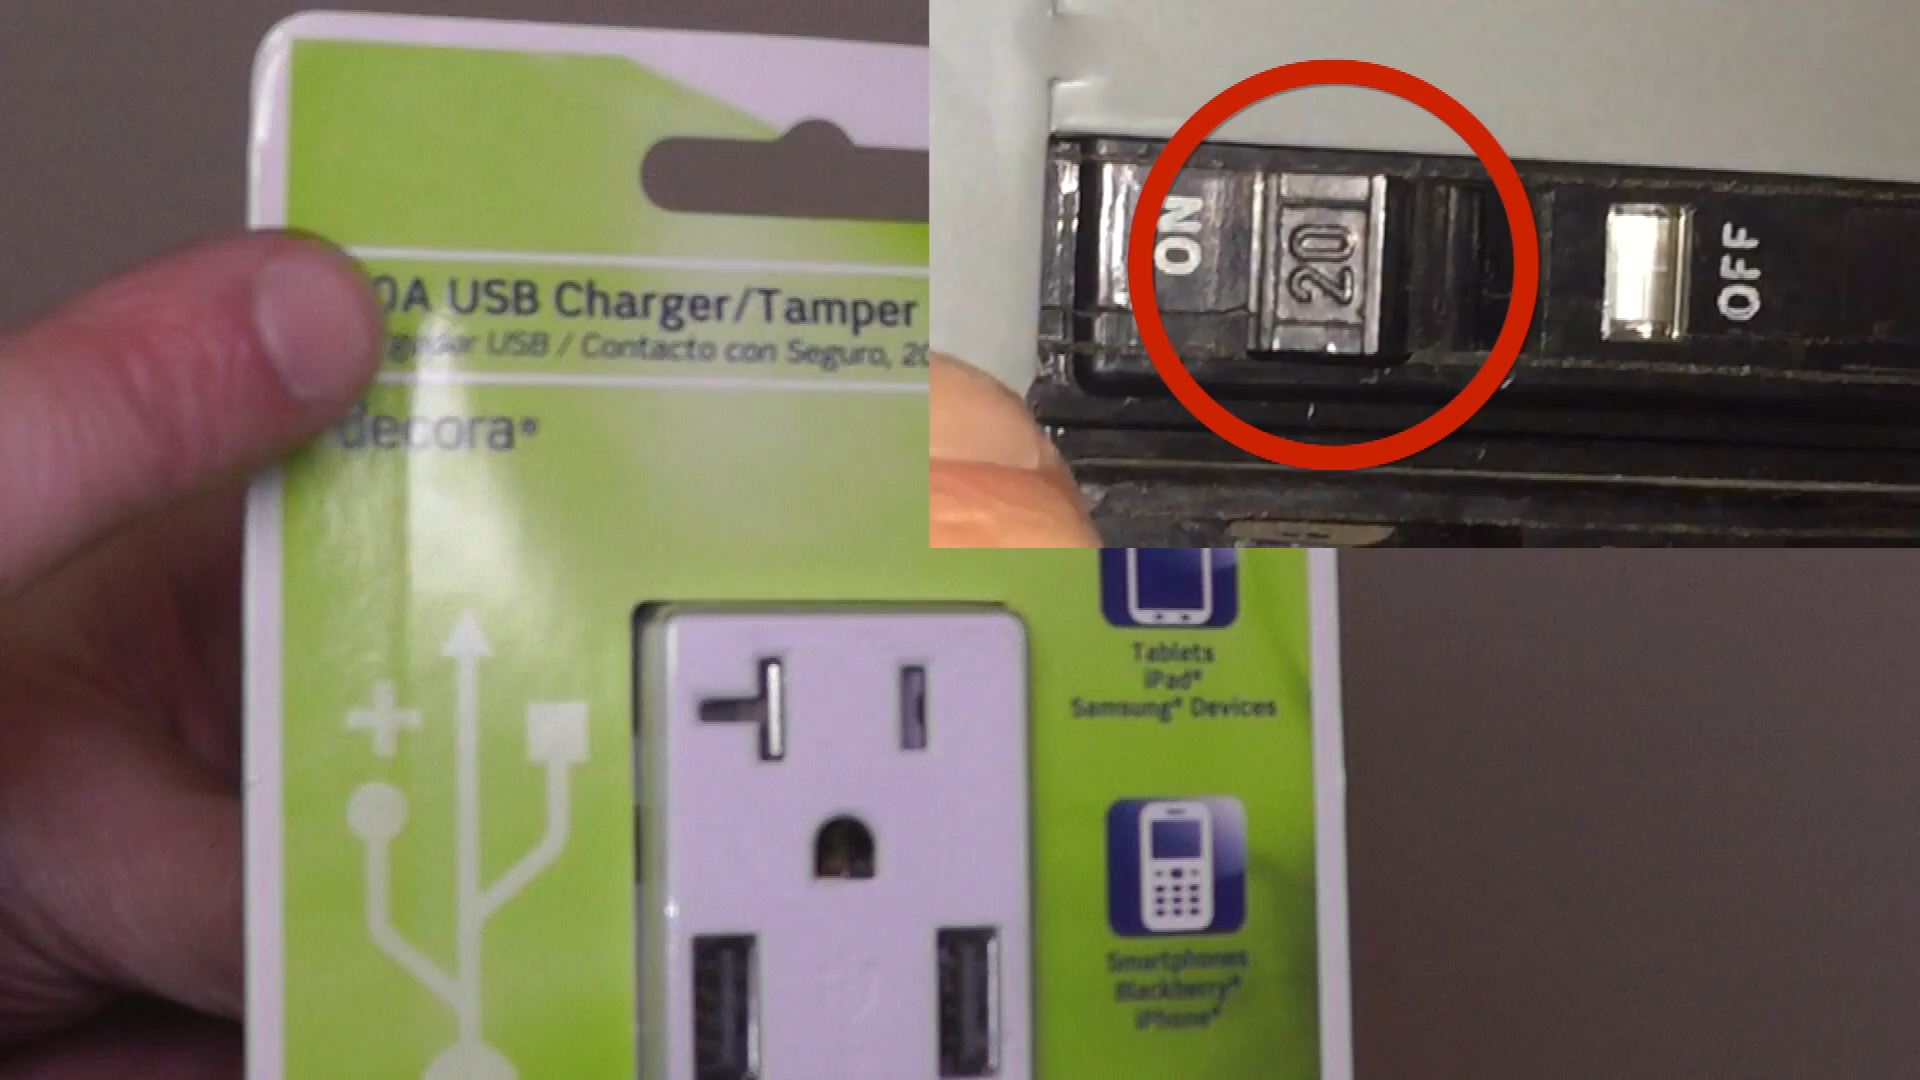 0A USB Charger/Tamper
USB / Contacto con Seguro, 20
decora®
ON
20
OFF
Tablets
iPad®
Samsung® Devices
Smartphones
Blackberry®
iPhone®